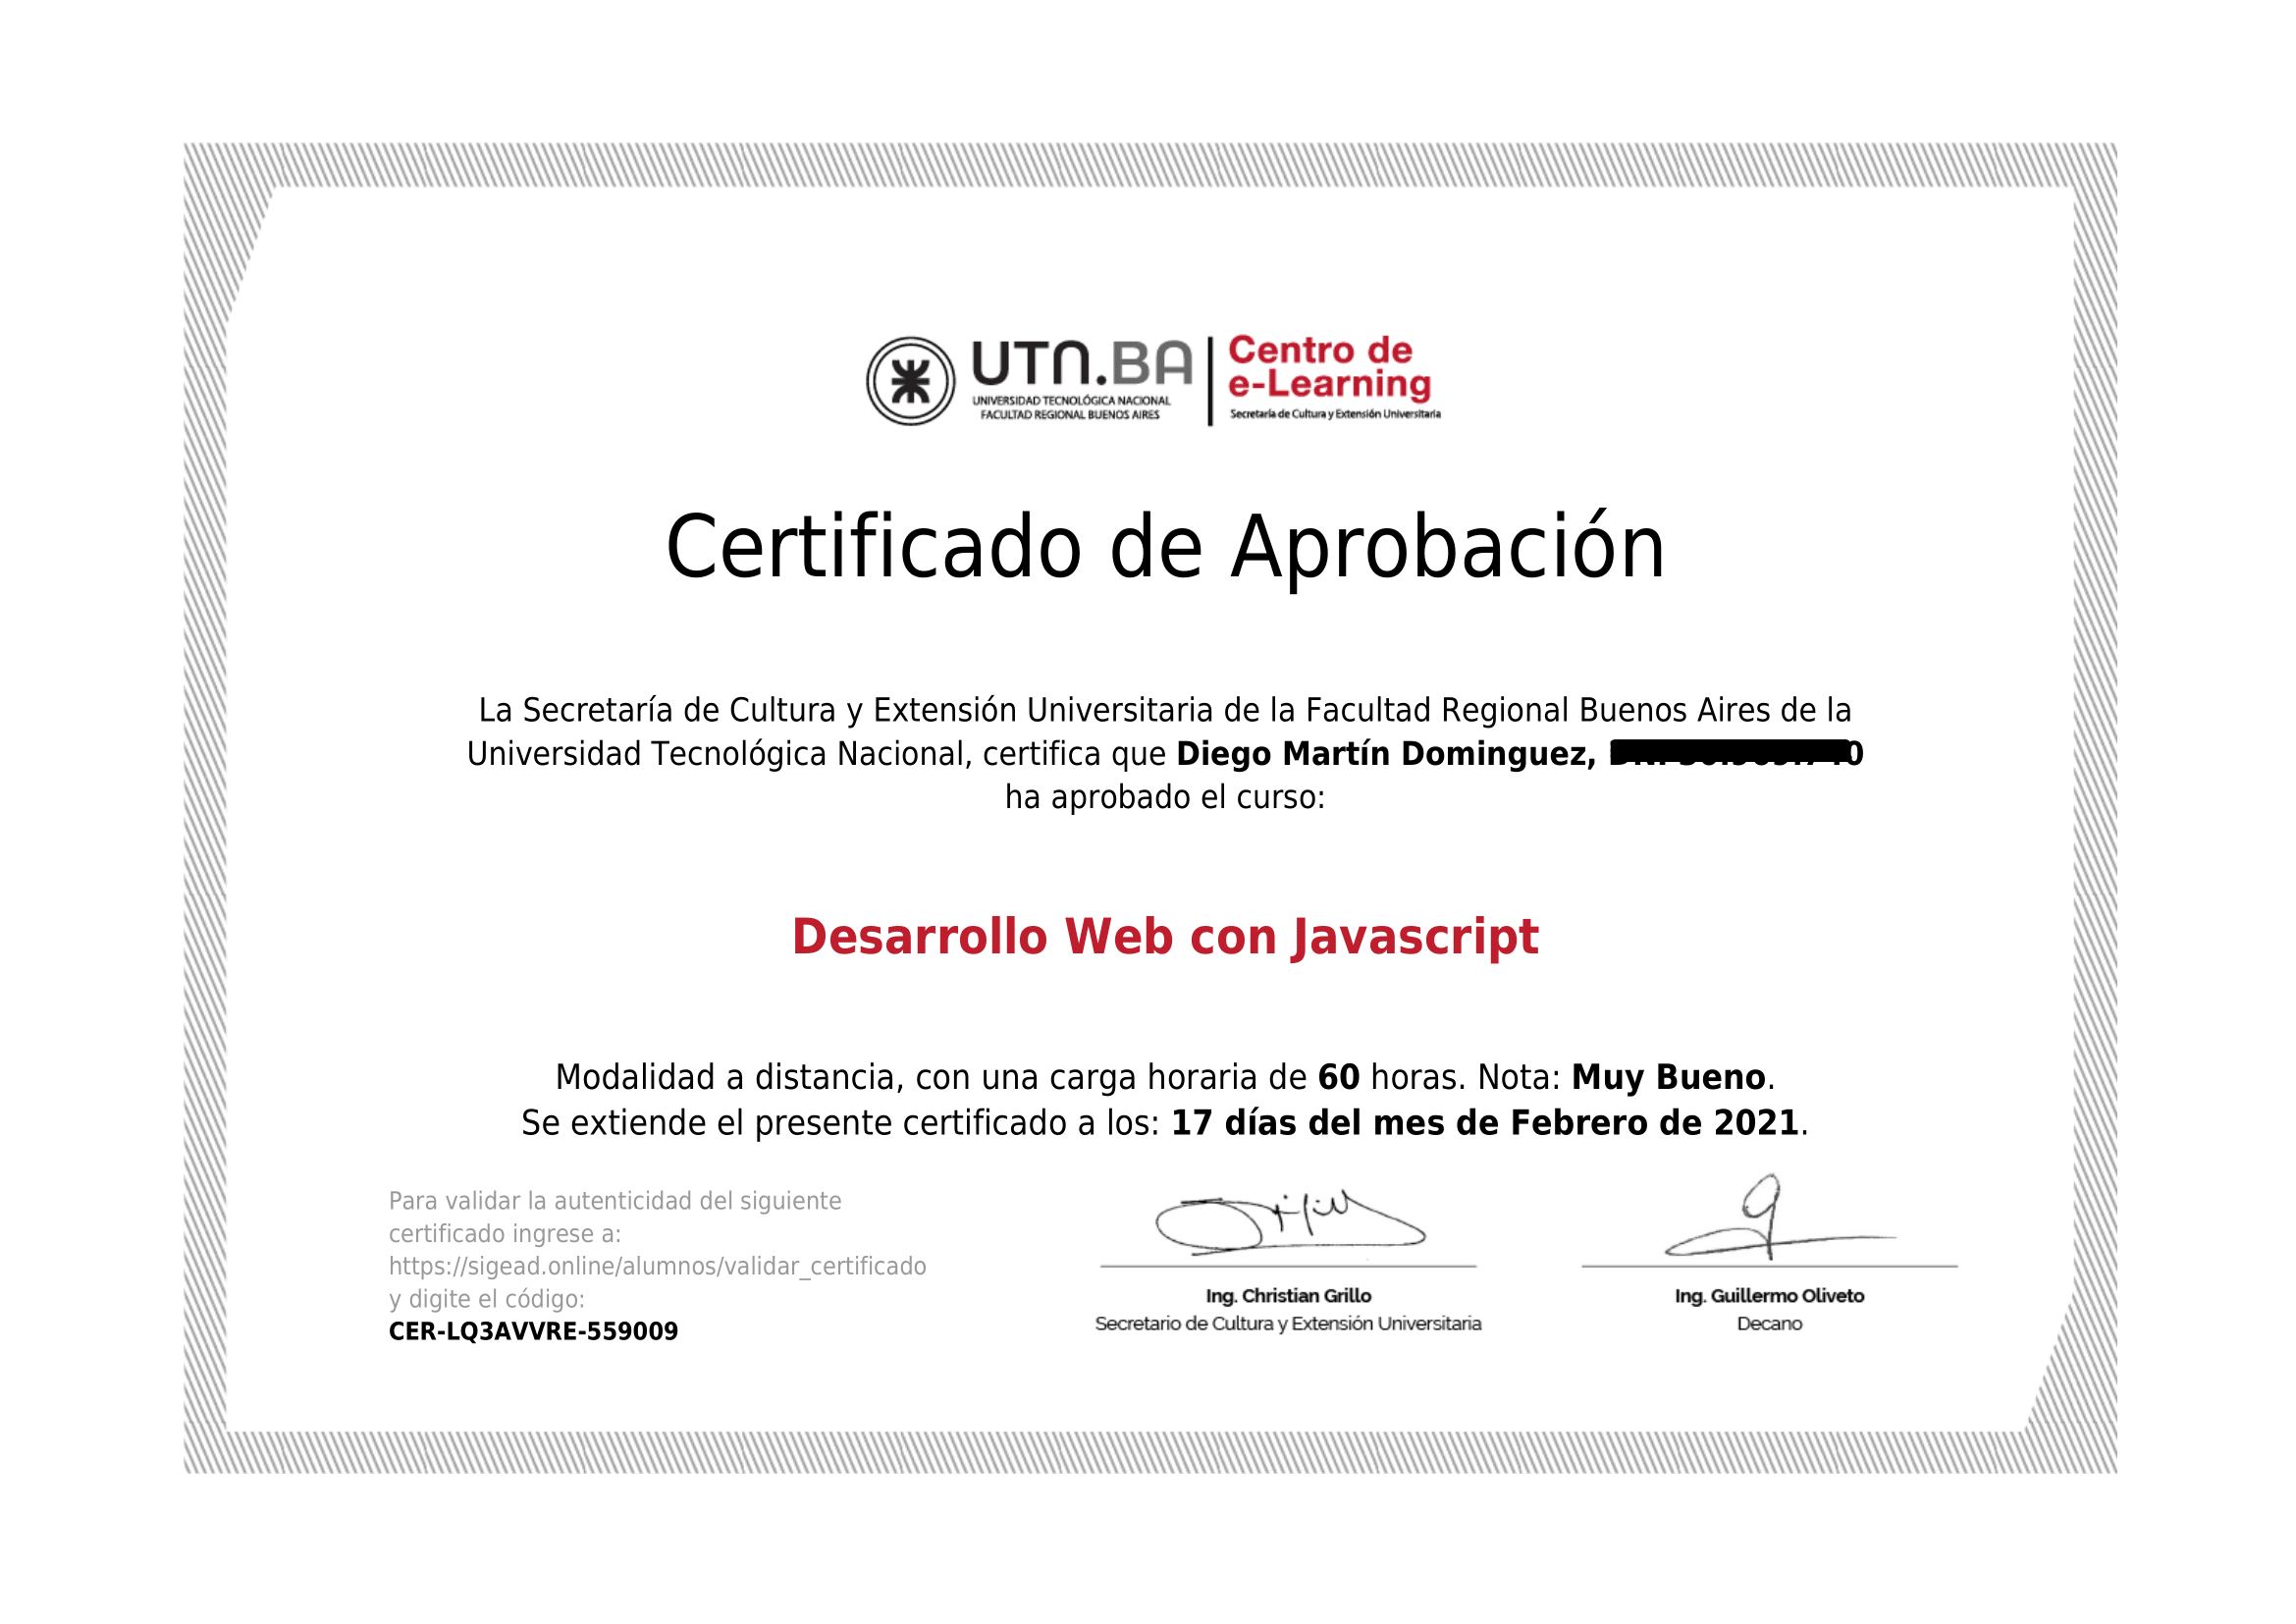 UTN.BA
UNIVERSIDAD TECNOLÓGICA NACIONAL
FACULTAD REGIONAL BUENOS AIRES
Centro de
e-Learning
Secretaría de Cultura y Extensión Universitaria
Certificado de Aprobación
La Secretaría de Cultura y Extensión Universitaria de la Facultad Regional Buenos Aires de la
Universidad Tecnológica Nacional, certifica que Diego Martín Dominguez,
ha aprobado el curso:
Desarrollo Web con Javascript
Modalidad a distancia, con una carga horaria de 60 horas. Nota: Muy Bueno.
Se extiende el presente certificado a los: 17 días del mes de Febrero de 2021.
Para validar la autenticidad del siguiente
certificado ingrese a:
https://sigead.online/alumnos/validar_certificado
y digite el código:
CER-LQ3AVVRE-559009
Ing. Christian Grillo
Secretario de Cultura y Extensión Universitaria
Ing. Guillermo Oliveto
Decano